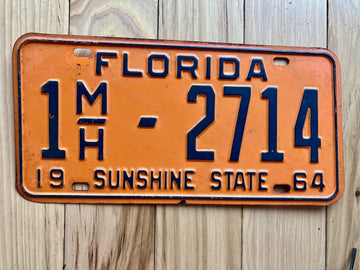 FLORIDA
1 M/H - 2714
19 SUNSHINE STATE 64